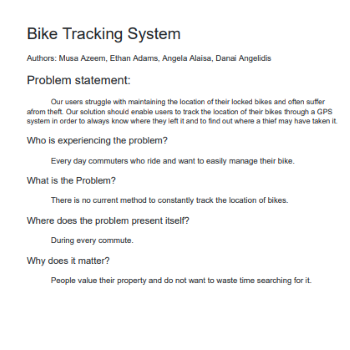 Bike Tracking System
Authors: Musa Azeem, Ethan Adams, Angela Alaisa, Danai Angelidis
Problem statement:
Our users struggle with maintaining the location of their locked bikes and often suffer
afrom theft. Our solution should enable users to track the location of their bikes through a GPS
system in order to always know where they left it and to find out where a thief may have taken it.
Who is experiencing the problem?
Every day commuters who ride and want to easily manage their bike.
What is the Problem?
There is no current method to constantly track the location of bikes.
Where does the problem present itself?
During every commute.
Why does it matter?
People value their property and do not want to waste time searching for it.